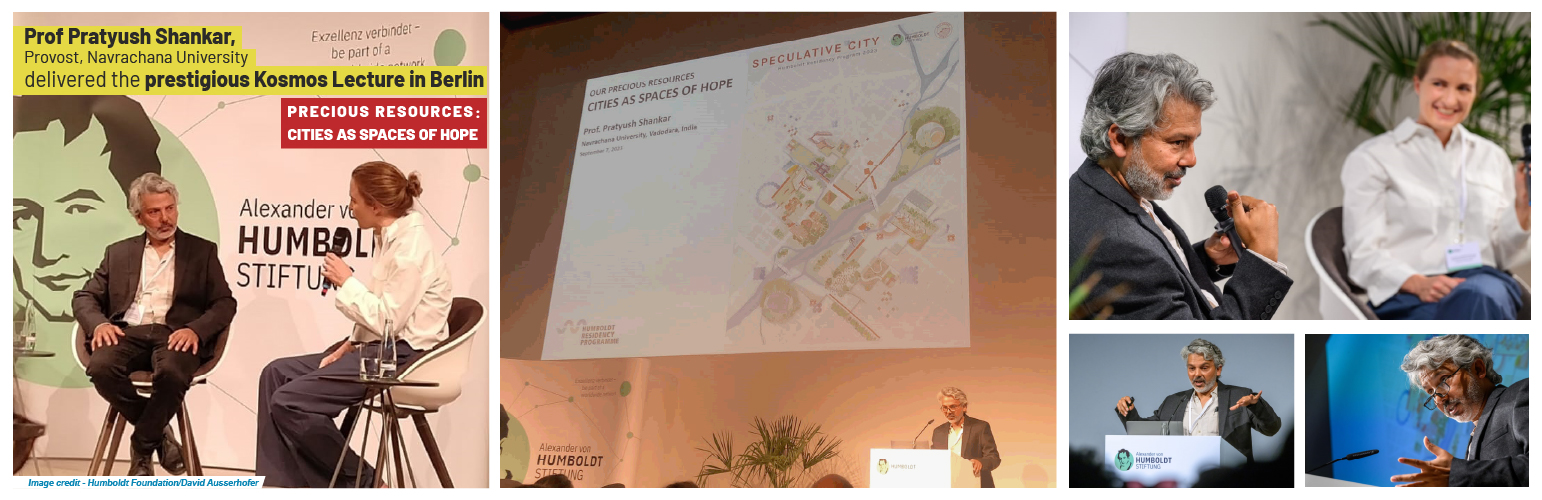 Prof Pratyush Shankar,
Provost, Navrachana University
delivered the prestigious Kosmos Lecture in Berlin
PRECIOUS RESOURCES:
CITIES AS SPACES OF HOPE
Exzellenz verbindet –
be part of a
network
Alexander
HUMBOLDT
STIFTUNG
Image credit - Humboldt Foundation/David Ausserhofer
OUR PRECIOUS RESOURCES
CITIES AS SPACES OF HOPE
Prof. Pratyush Shankar
Navrachana University, Vadodara, India
September 7, 2023
SPECULATIVE CITY
Humboldt Residency Program 2023
HUMBOLDT
RESIDENCY
PROGRAMME
Alexander von
HUMBOLDT
STIFTUNG
HUMBOLDT
Alexander von
HUMBOLDT
STIFTUNG